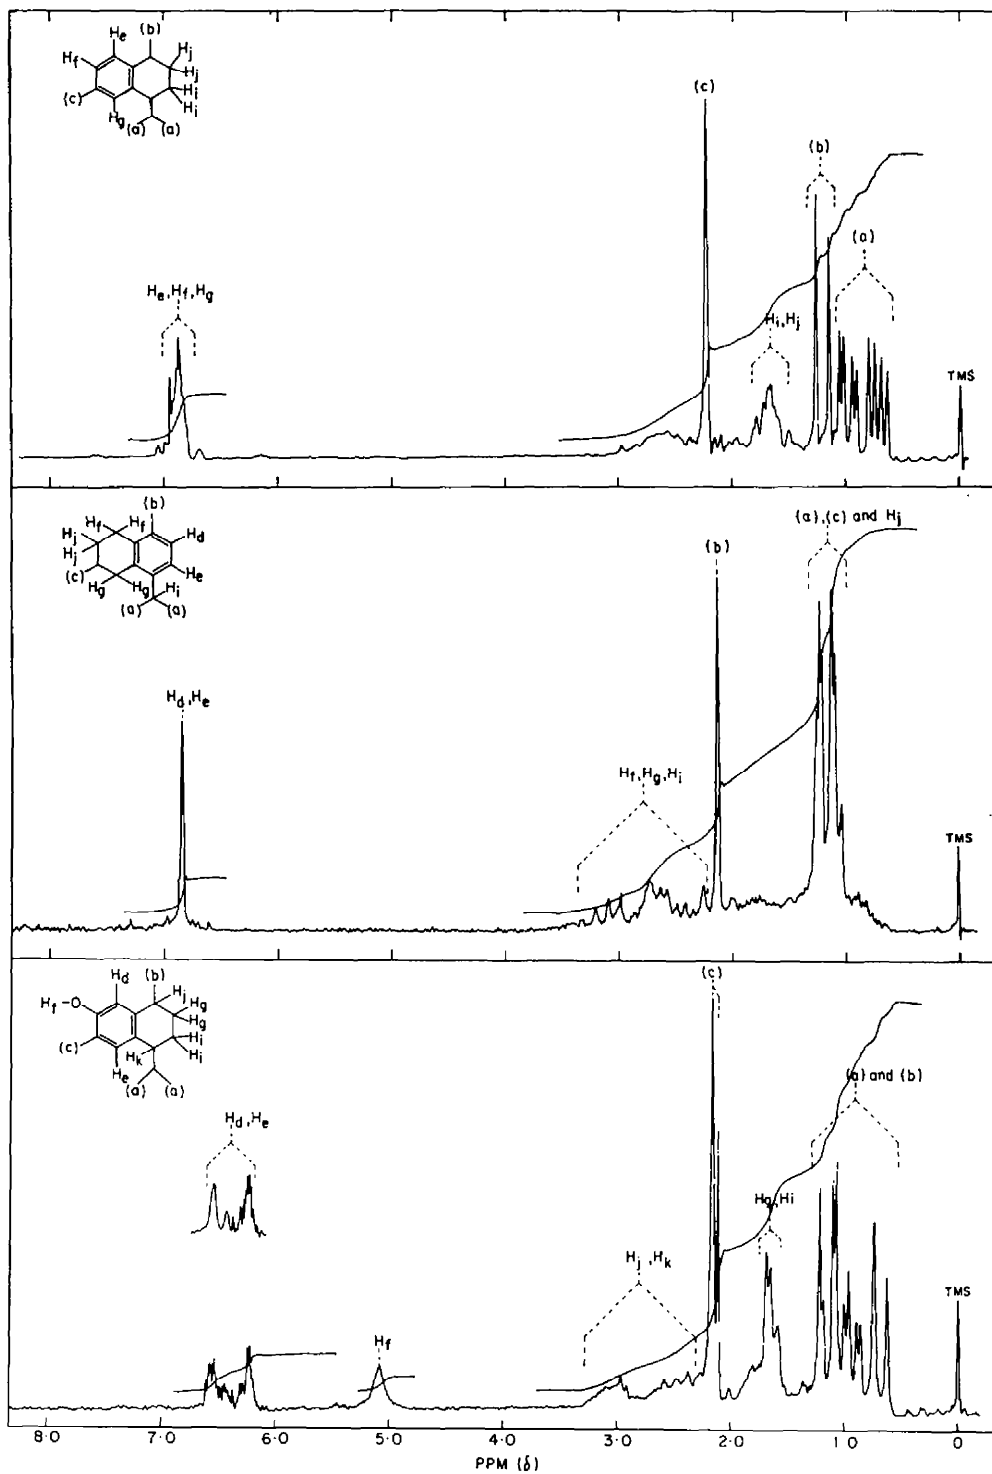 He (b)
Hf Hj
Hj
(c) Hi
Hg Hi
(a) (a)
(c)
(b)
(a)
He, Hf, Hg
Hi, Hj
TMS
(b)
Hf Hf
Hj Hd
Hj
(c) He
Hg Hg Hi
(a) (a)
(b)
(a), (c) and Hj
Hd, He
Hf, Hg, Hi
TMS
Hd (b)
Hf-O Hj
Hg
Hg
(c) Hi
Hk Hi
He
(a) (a)
(c)
(a) and (b)
Hd, He
Hg, Hi
Hj, Hk
Hf
TMS
8.0 7.0 6.0 5.0 4.0 3.0 2.0 1.0 0
PPM (δ)